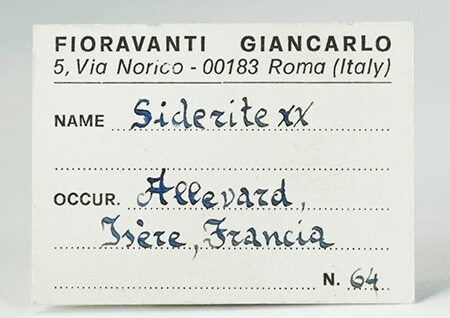 FIORAVANTI GIANCARLO
5, Via Norico - 00183 Roma (Italy)
NAME Siderite xx
OCCUR. Allevard,
Isère, Francia
N. 64